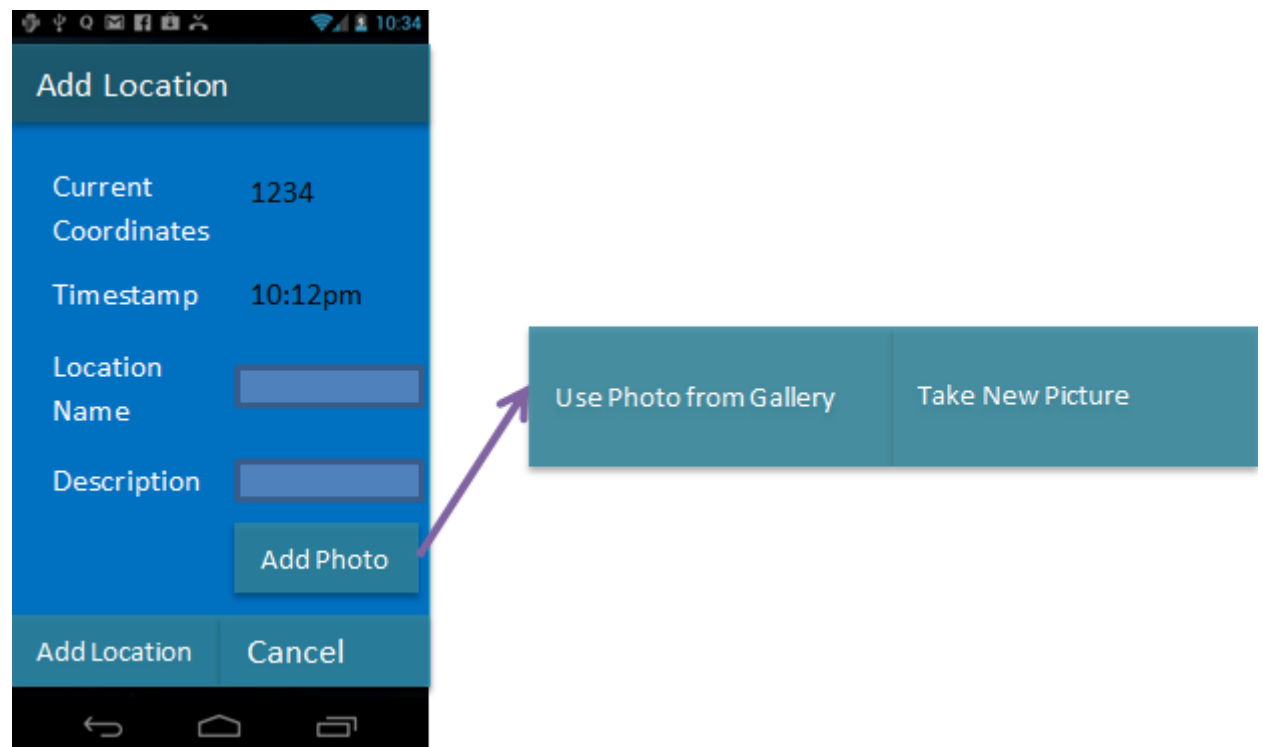 10:34
Add Location
Current
Coordinates
1234
Timestamp
10:12pm
Location
Name
Description
Add Photo
Add Location
Cancel
Use Photo from Gallery
Take New Picture